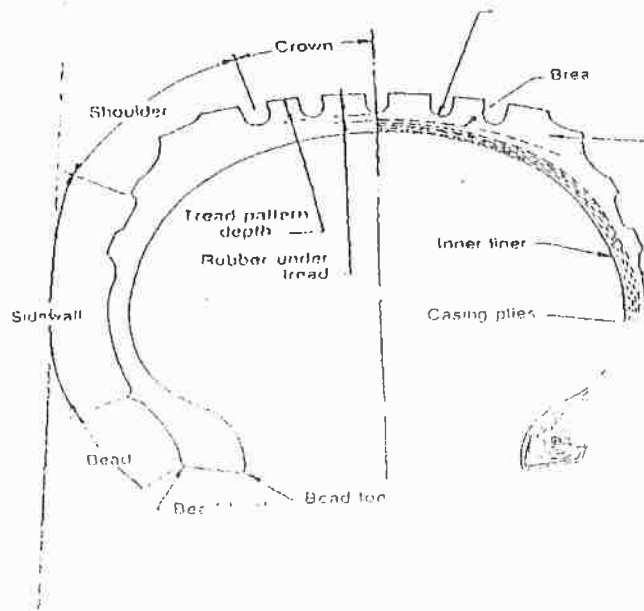 Crown
Shoulder
Brea
Tread pattern
depth
Rubber under
tread
Inner liner
Sidewall
Casing plies
Bead
Bead toe